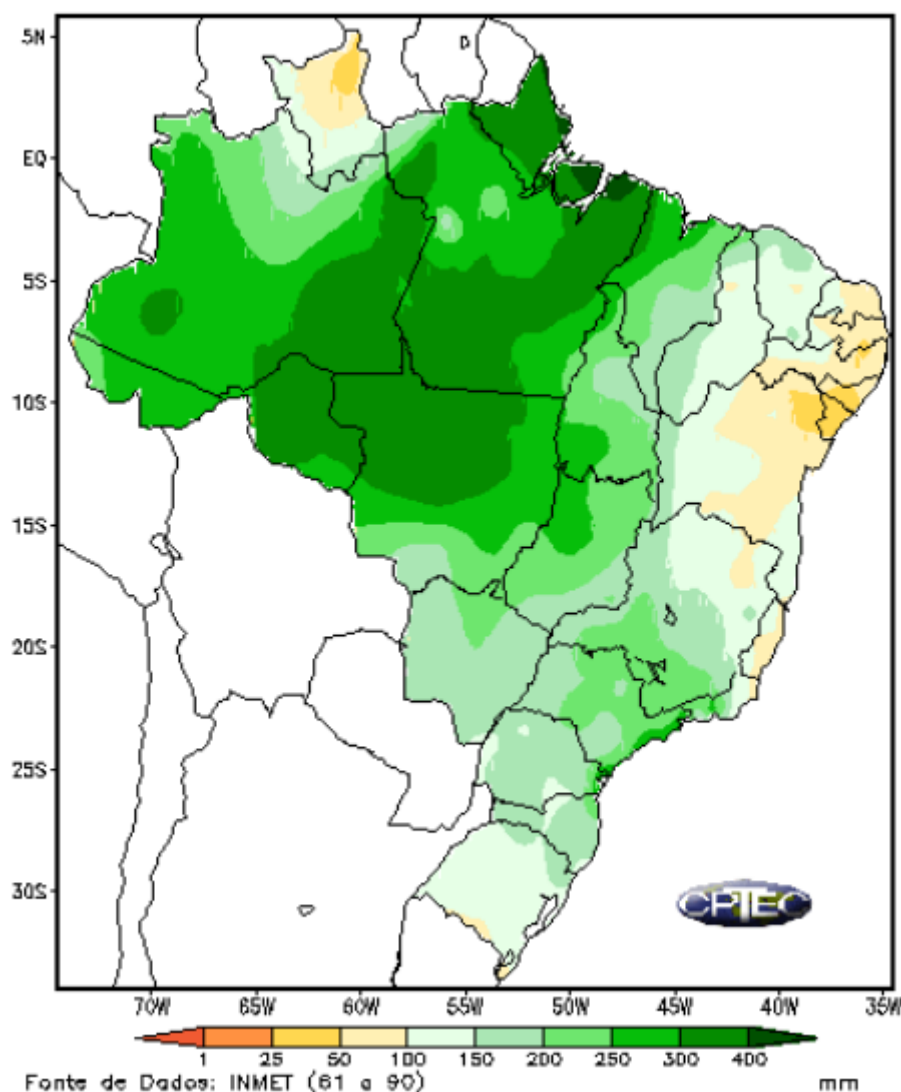 5N
EQ
5S
10S
15S
20S
25S
30S
CPTEC
70W 65W 60W 55W 50W 45W 40W 35W
1 25 50 100 150 200 250 300 400
Fonte de Dados: INMET (61 a 90) mm